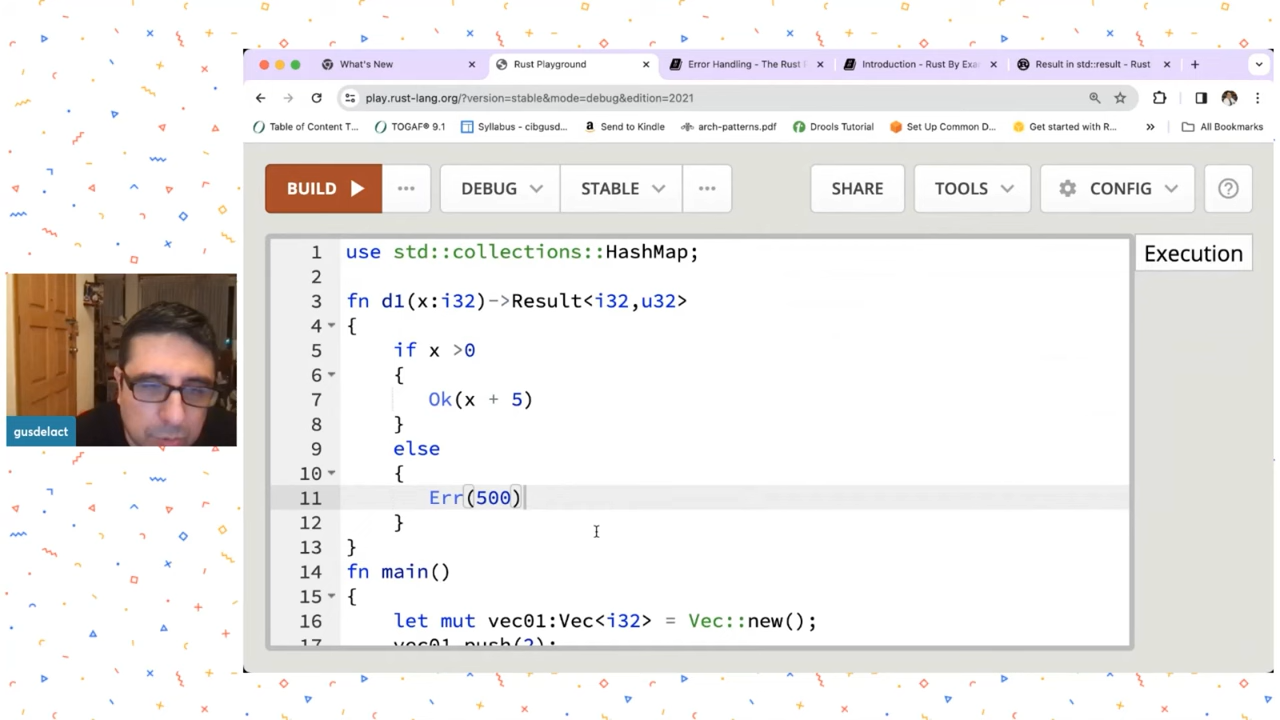 What's New
Rust Playground
Error Handling - The Rust
Introduction - Rust By Exa
Result in std::result - Rust
play.rust-lang.org/?version=stable&mode=debug&edition=2021
Table of Content T...
TOGAF® 9.1
Syllabus - cibgusd...
Send to Kindle
arch-patterns.pdf
Drools Tutorial
Set Up Common D...
Get started with R...
All Bookmarks
BUILD
DEBUG
STABLE
SHARE
TOOLS
CONFIG
Execution
1 use std::collections::HashMap;
2
3 fn d1(x:i32)->Result<i32,u32>
4 {
5 if x >0
6 {
7 Ok(x + 5)
8 }
9 else
10 {
11 Err(500)
12 }
13 }
14 fn main()
15 {
16 let mut vec01:Vec<i32> = Vec::new();
17 vec01.push(2);
gusdelact